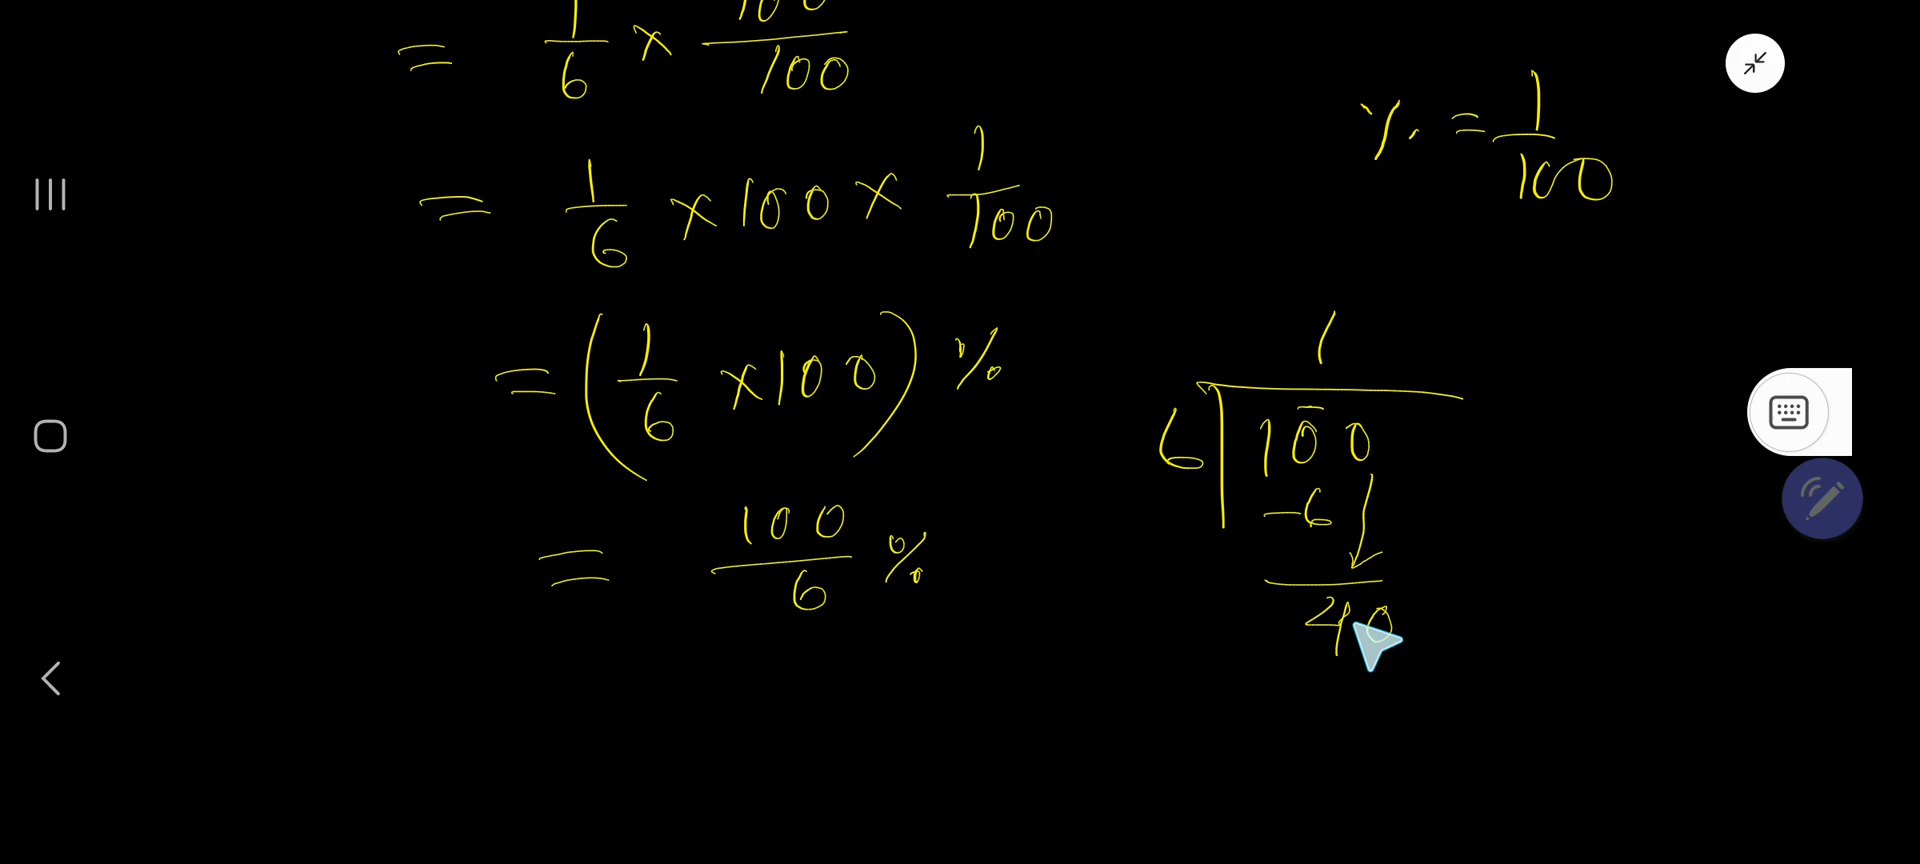 = 1/6 × 100/100
% = 1/100
= 1/6 × 100 × 1/100
= (1/6 × 100) %
= 100/6 %
1
6 100
-6
40